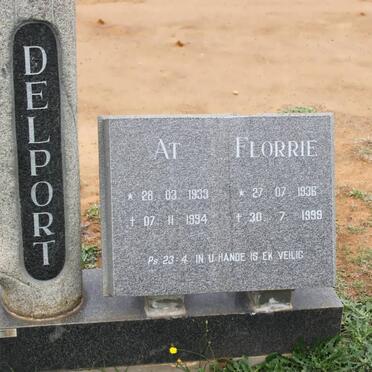 DELPORT
AT
* 28 03 1933
† 07 11 1994
FLORRIE
* 27 07 1936
† 30 7 1999
Ps 23:4 IN U HANDE IS EK VEILIG